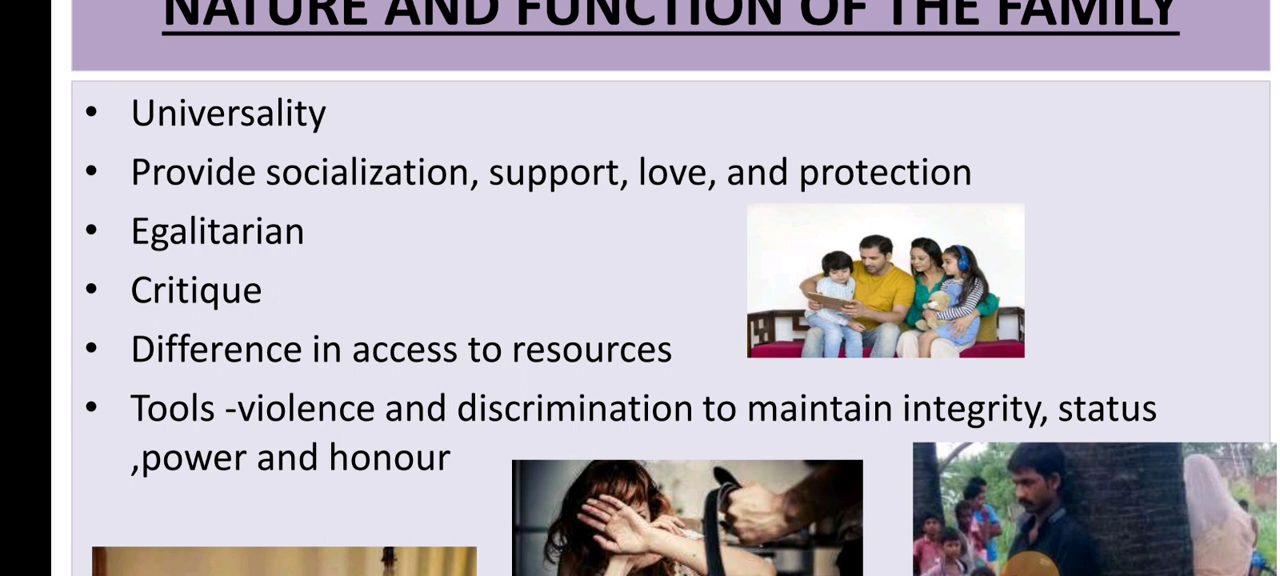 NATURE AND FUNCTION OF THE FAMILY
• Universality
• Provide socialization, support, love, and protection
• Egalitarian
• Critique
• Difference in access to resources
• Tools -violence and discrimination to maintain integrity, status
,power and honour